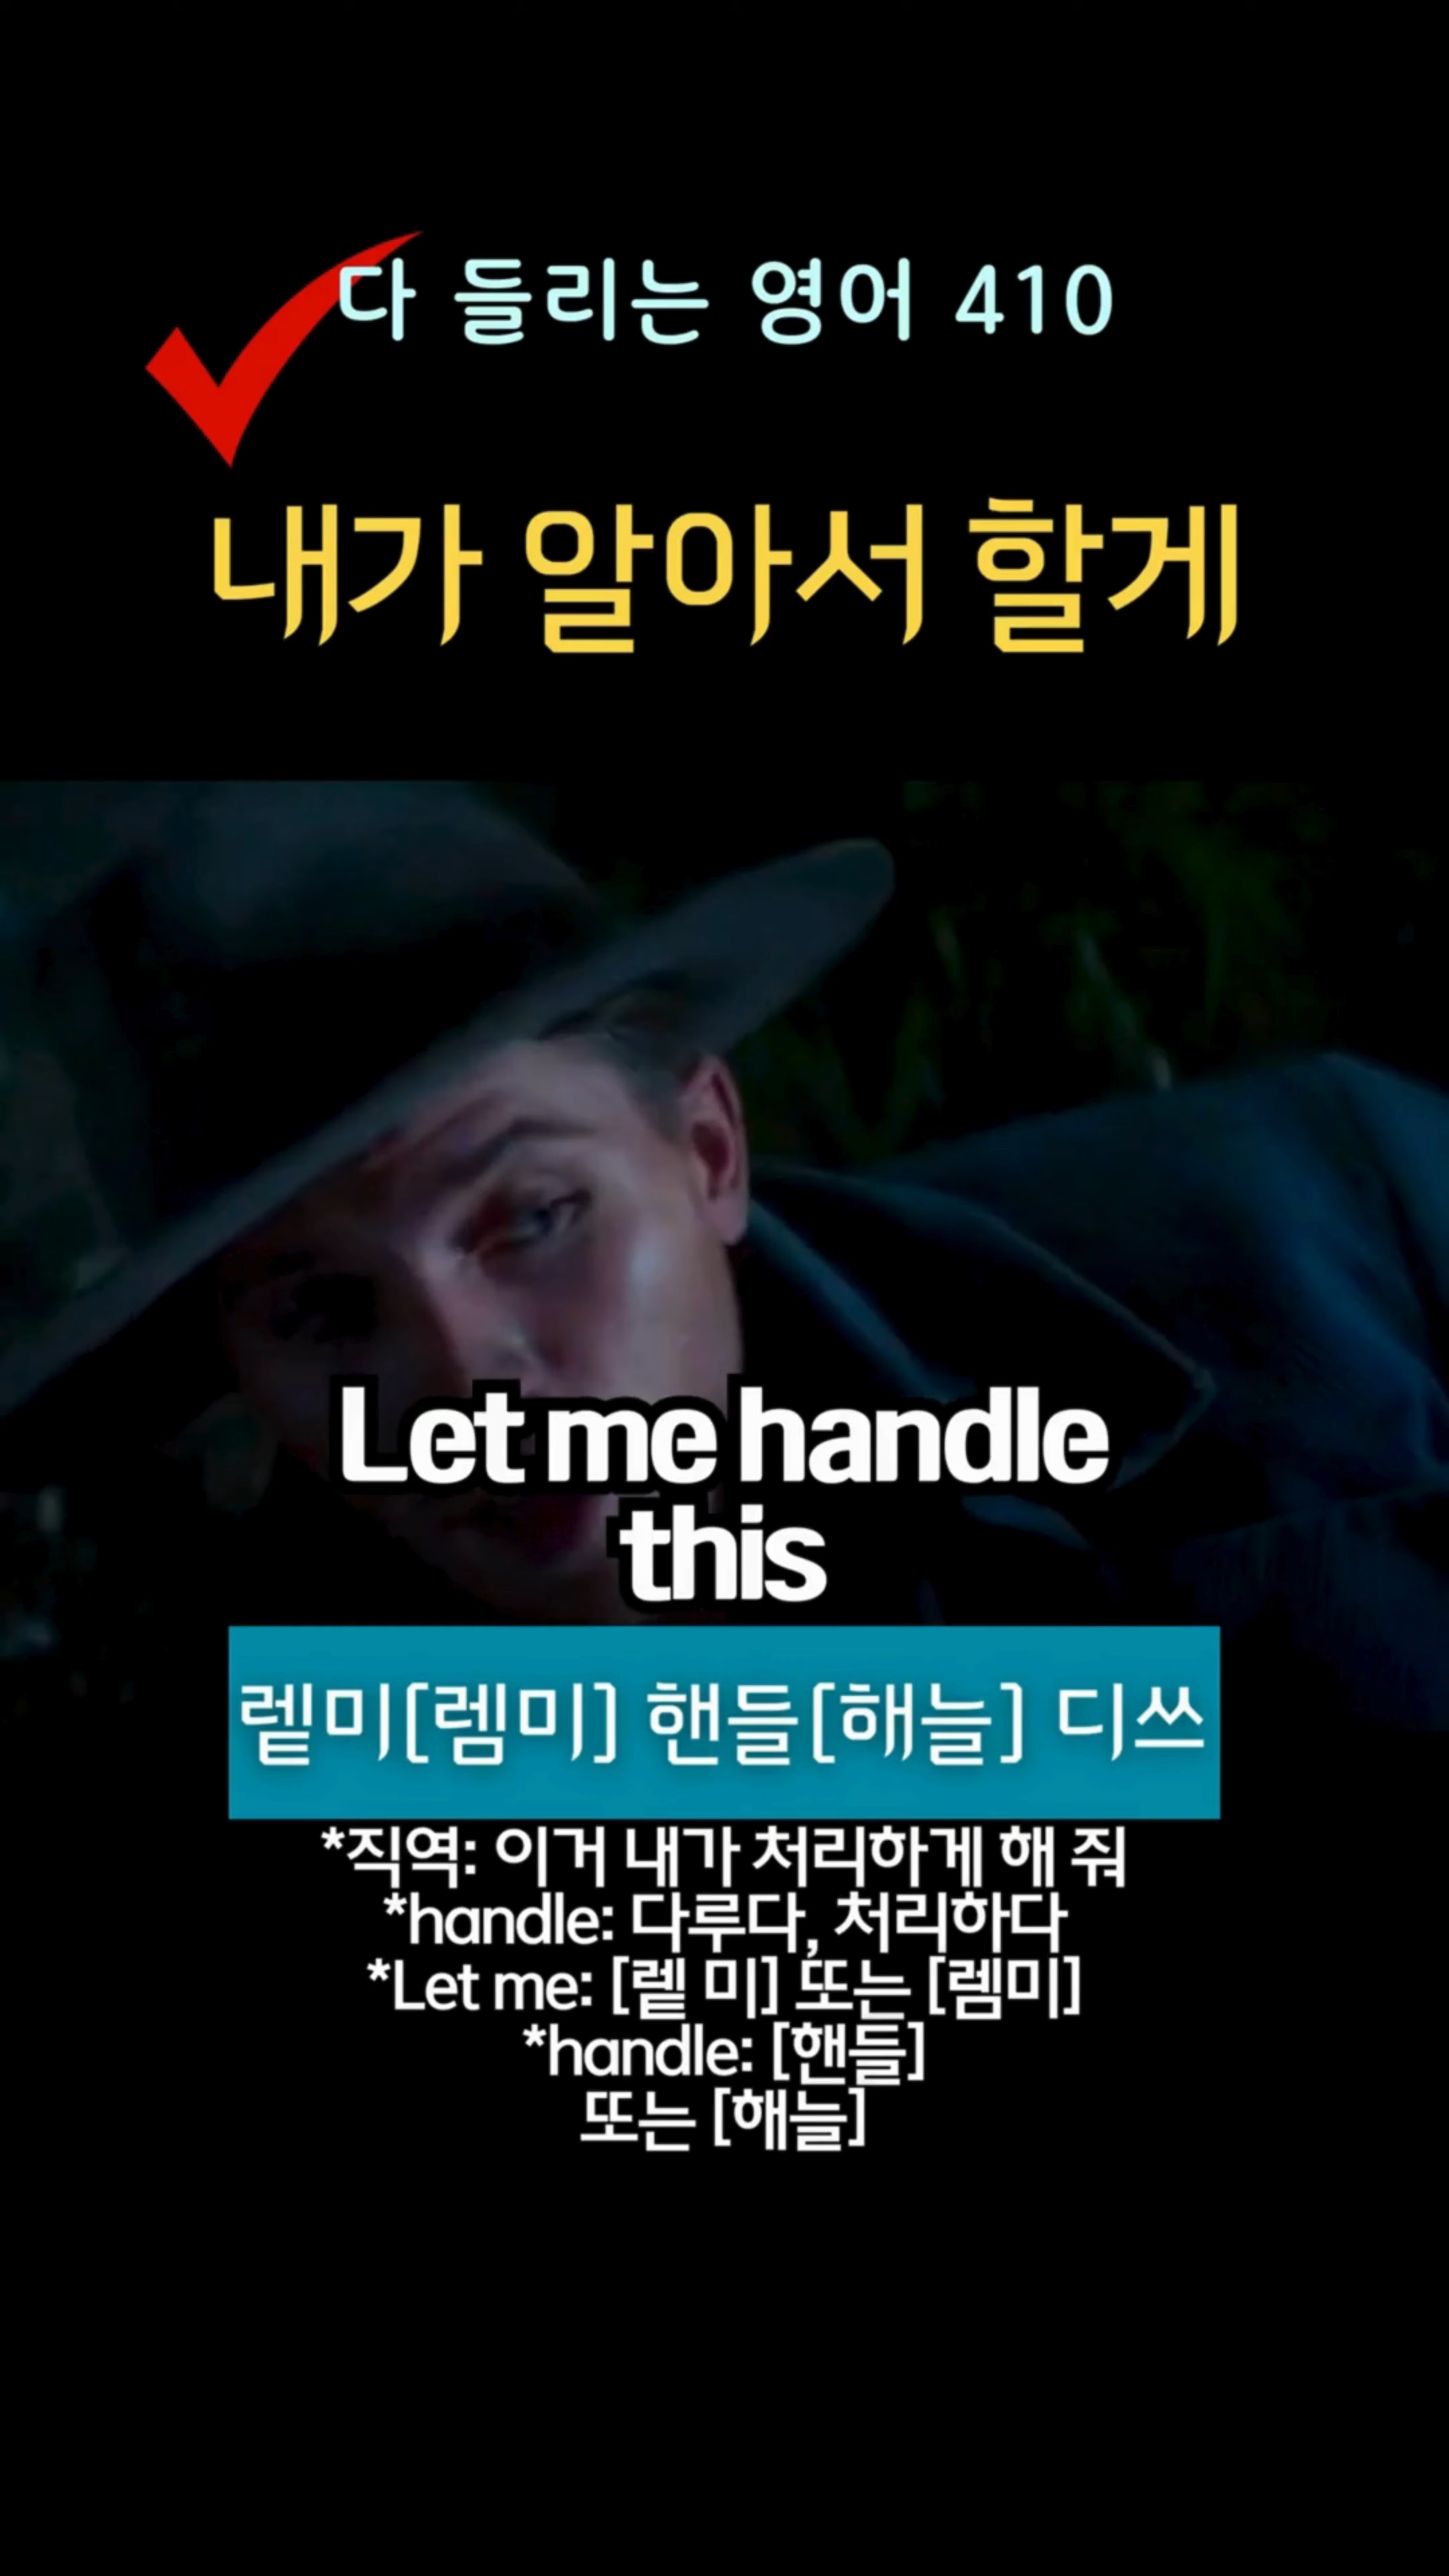 다 들리는 영어 410
내가 알아서 할게
Let me handle
this
렡미[렘미] 핸들[해늘] 디쓰
*직역: 이거 내가 처리하게 해 줘
*handle: 다루다, 처리하다
*Let me: [렡 미] 또는 [렘미]
*handle: [핸들]
또는 [해늘]